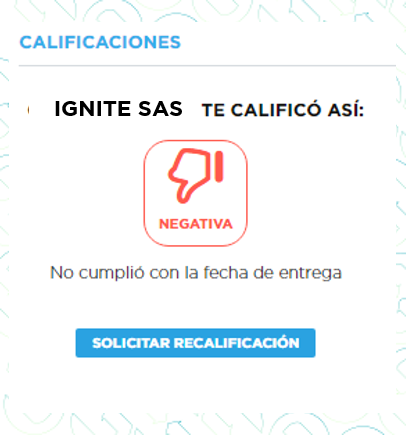 CALIFICACIONES
IGNITE SAS TE CALIFICÓ ASÍ:
NEGATIVA
No cumplió con la fecha de entrega
SOLICITAR RECALIFICACIÓN